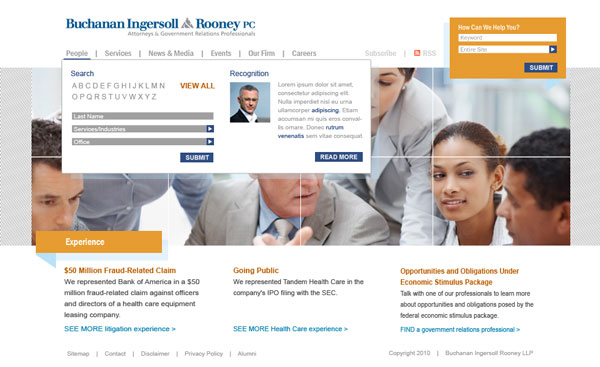 Buchanan Ingersoll & Rooney PC
Attorneys & Government Relations Professionals
How Can We Help You?
Keyword
Entire Site
SUBMIT
People | Services | News & Media | Events | Our Firm | Careers
Subscribe | RSS
Search
A B C D E F G H I J K L M N
O P Q R S T U V W X Y Z
VIEW ALL
Last Name
Services/Industries
Office
SUBMIT
Recognition
Lorem ipsum dolor sit amet,
consectetur adipiscing elit.
Nulla imperdiet nisl eu urna
ullamcorper adipiscing. Etiam
accumsan mi quis eros conval-
lis ornare. Donec rutrum
venenatis sem vitae consequat.
READ MORE
Experience
$50 Million Fraud-Related Claim
We represented Bank of America in a $50
million fraud-related claim against officers
and directors of a health care equipment
leasing company.
SEE MORE litigation experience >
Going Public
We represented Tandem Health Care in the
company's IPO filing with the SEC.
SEE MORE Health Care experience >
Opportunities and Obligations Under
Economic Stimulus Package
Talk with one of our professionals to learn more
about opportunities and obligations posed by the
federal economic stimulus package.
FIND a government relations professional >
Sitemap | Contact | Disclaimer | Privacy Policy | Alumni
Copyright 2010 | Buchanan Ingersoll Rooney LLP